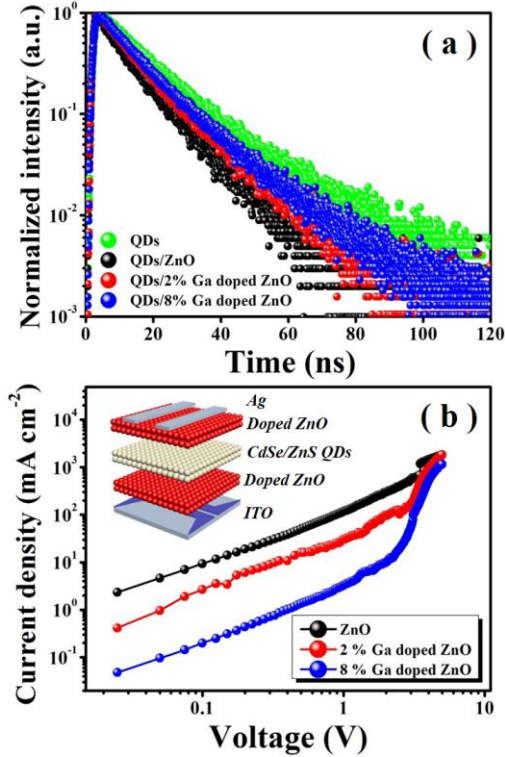 10^0
( a )
10^-1
10^-2
10^-3
Normalized intensity (a.u.)
QDs
QDs/ZnO
QDs/2% Ga doped ZnO
QDs/8% Ga doped ZnO
0 20 40 60 80 100 120
Time (ns)
( b )
10^4
10^3
10^2
10^1
10^0
10^-1
Current density (mA cm^-2)
Ag
Doped ZnO
CdSe/ZnS QDs
Doped ZnO
ITO
ZnO
2 % Ga doped ZnO
8 % Ga doped ZnO
0.1 1 10
Voltage (V)